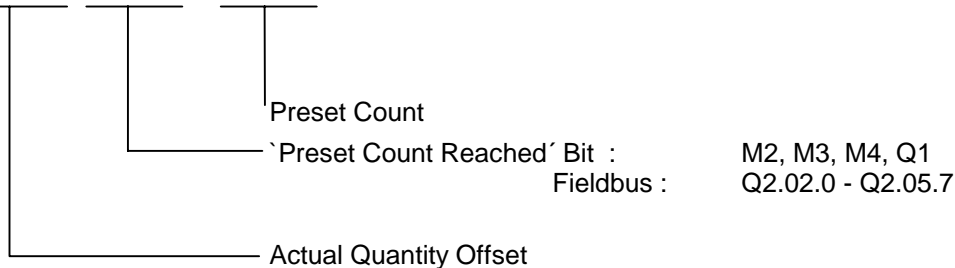 Preset Count
`Preset Count Reached´ Bit : M2, M3, M4, Q1
Fieldbus : Q2.02.0 - Q2.05.7
Actual Quantity Offset